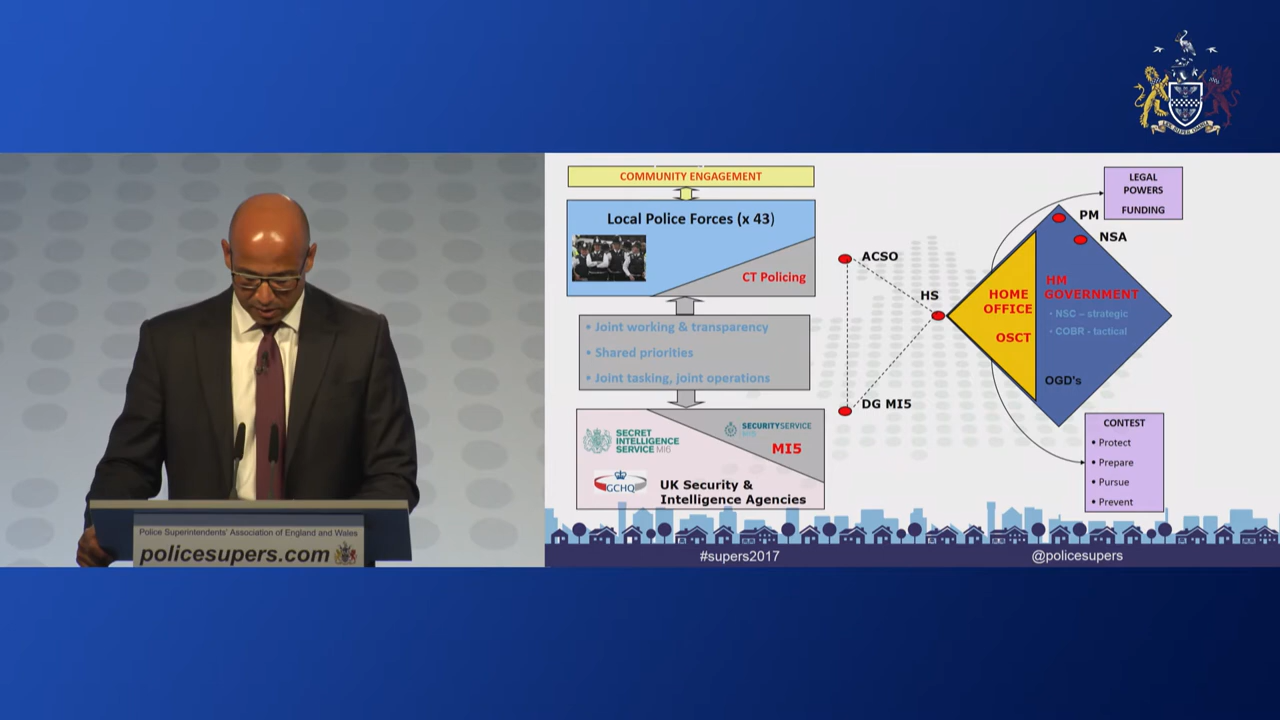 COMMUNITY ENGAGEMENT
Local Police Forces (x 43)
CT Policing
• Joint working & transparency
• Shared priorities
• Joint tasking, joint operations
SECRET
INTELLIGENCE
SERVICE MI6
SECURITY SERVICE
MI5
GCHQ
UK Security &
Intelligence Agencies
ACSO
HS
DG MI5
LEGAL
POWERS
FUNDING
PM
NSA
HOME
OFFICE
OSCT
HM
GOVERNMENT
• NSC – strategic
• COBR - tactical
OGD's
CONTEST
• Protect
• Prepare
• Pursue
• Prevent
#supers2017
@policesupers
Police Superintendents' Association of England and Wales
policesupers.com